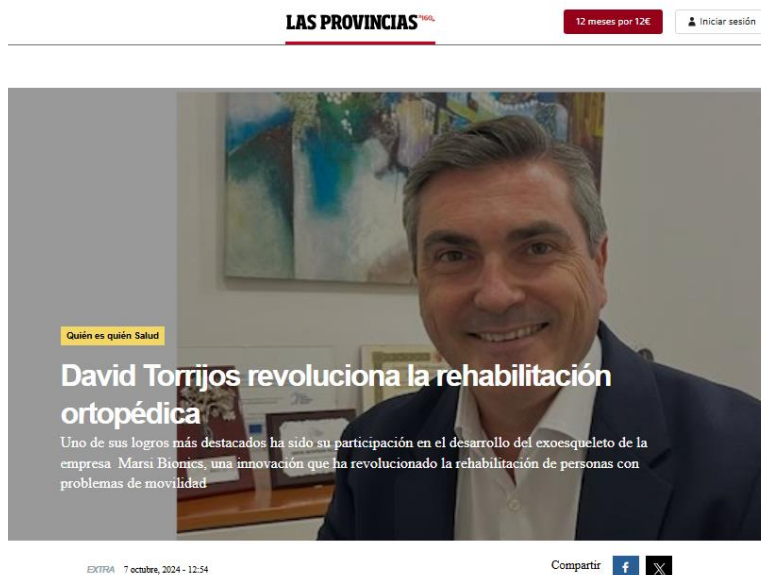 LAS PROVINCIAS
12 meses por 12€
Iniciar sesión
Quién es quién Salud
David Torrijos revoluciona la rehabilitación
ortopédica
Uno de sus logros más destacados ha sido su participación en el desarrollo del exoesqueleto de la
empresa Marsi Bionics, una innovación que ha revolucionado la rehabilitación de personas con
problemas de movilidad
EXTRA 7 octubre, 2024 - 12:54
Compartir